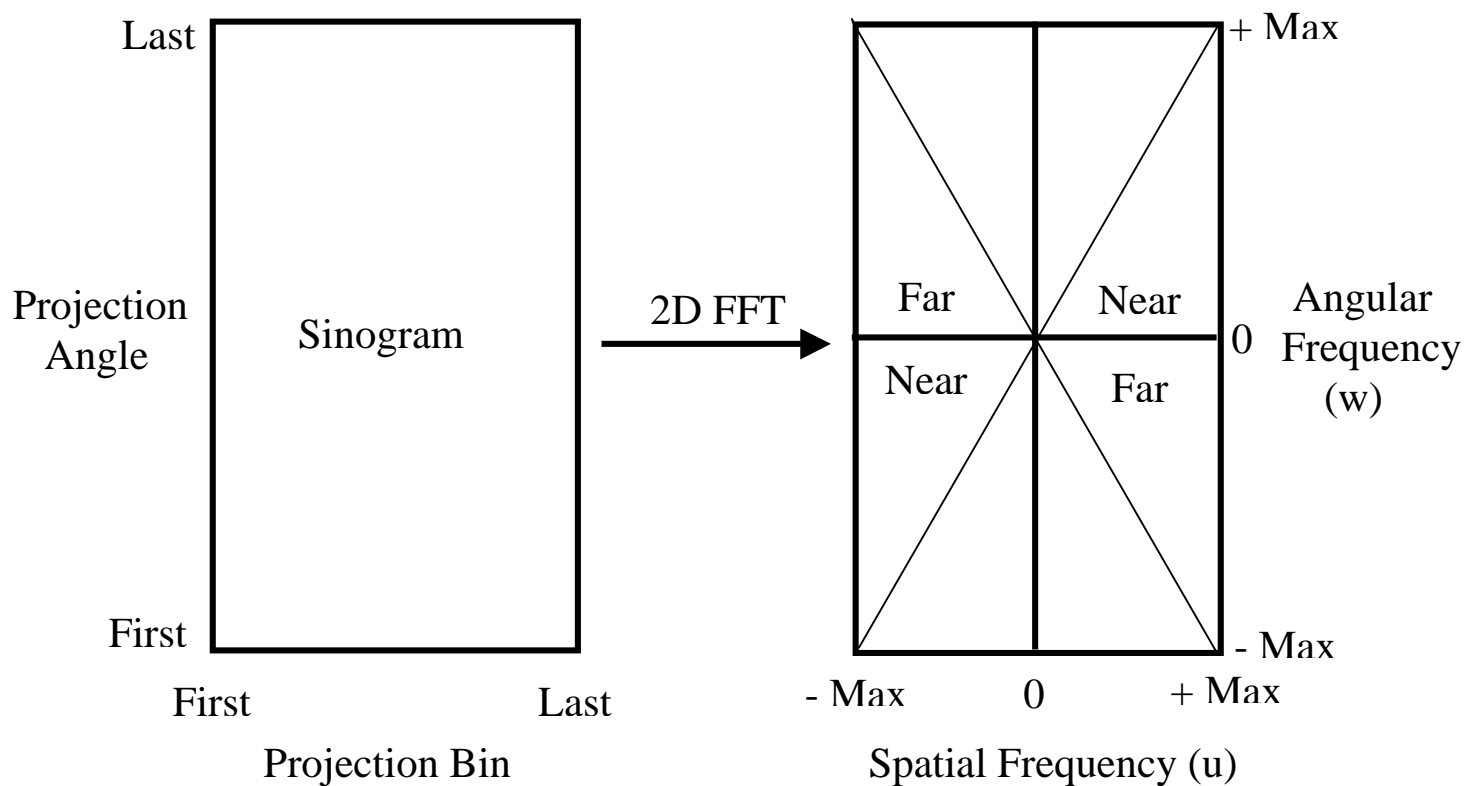 Last
Projection
Angle
First
Sinogram
First
Last
Projection Bin
2D FFT
+ Max
Far
Near
Near
Far
0
Angular
Frequency
(w)
- Max
- Max
0
+ Max
Spatial Frequency (u)